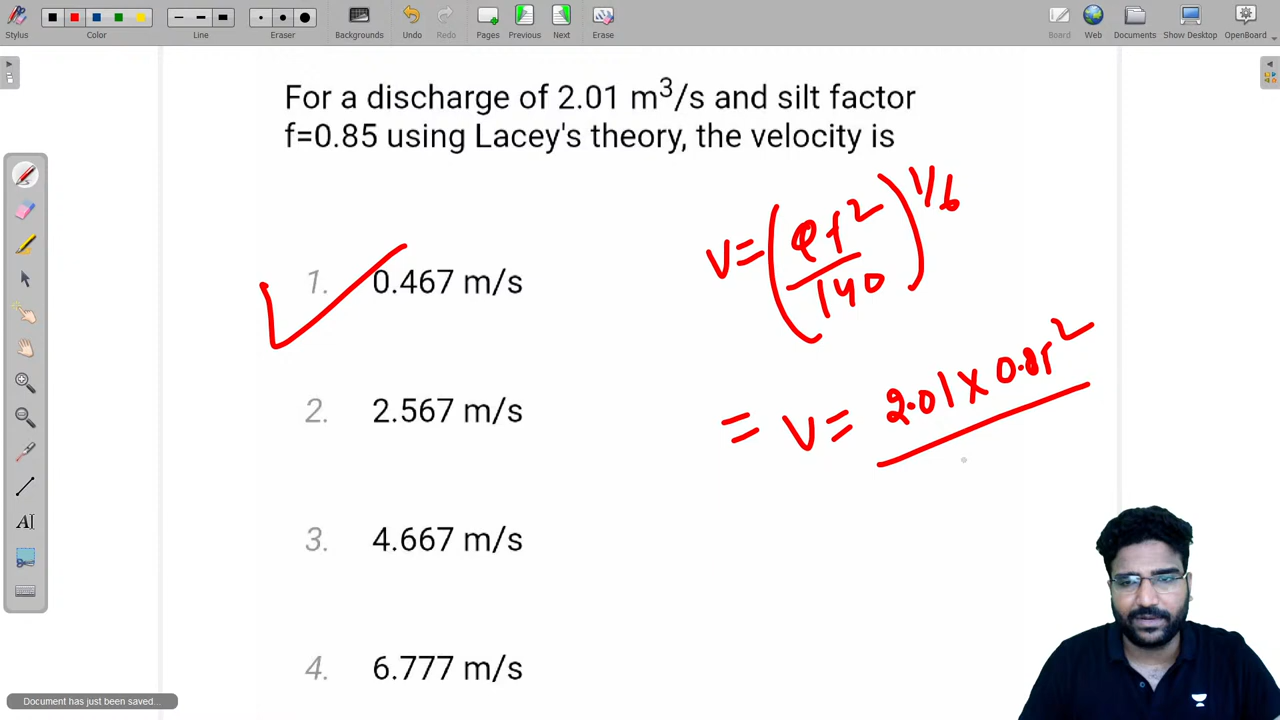 Stylus
Color
Line
Eraser
Backgrounds
Undo
Redo
Pages
Previous
Next
Erase
Board
Web
Documents
Show Desktop
OpenBoard
For a discharge of 2.01 m³/s and silt factor
f=0.85 using Lacey's theory, the velocity is
V=(Qf²/140)^1/6
1. 0.467 m/s
= V= 2.01×0.85²
2. 2.567 m/s
3. 4.667 m/s
4. 6.777 m/s
AI
Document has just been saved...